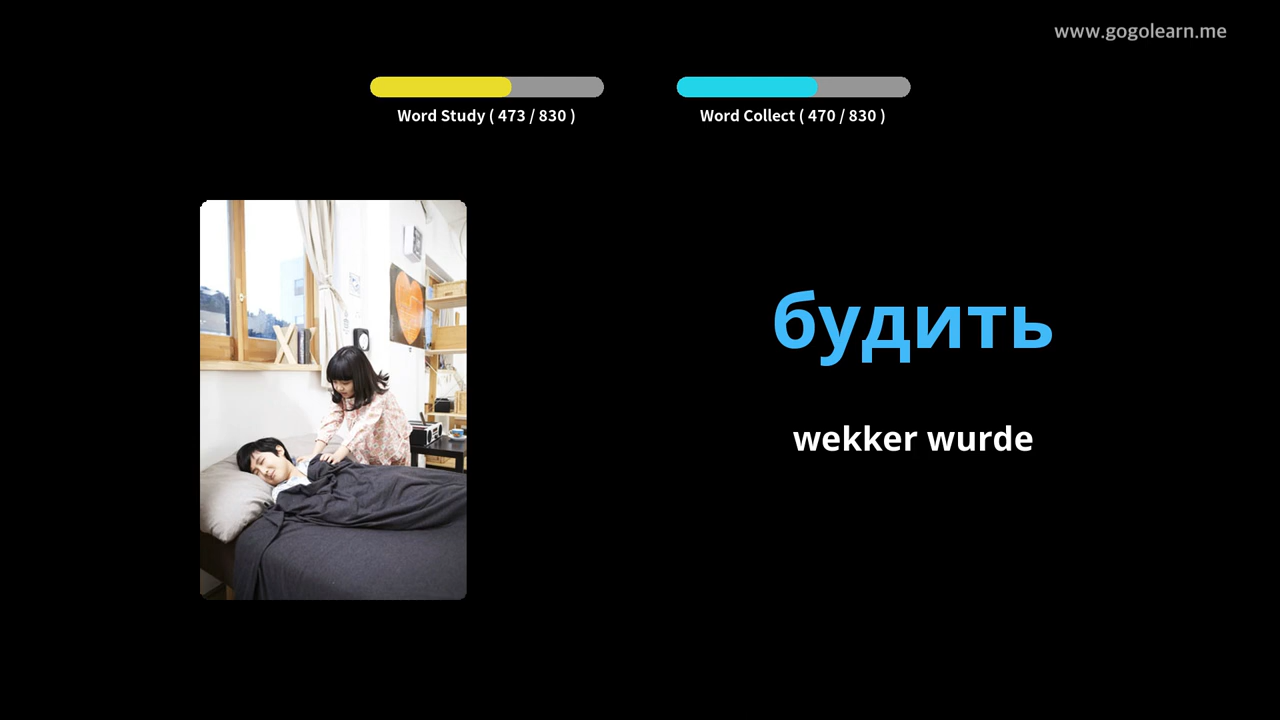 www.gogolearn.me
Word Study ( 473 / 830 )
Word Collect ( 470 / 830 )
будить
wekker wurde